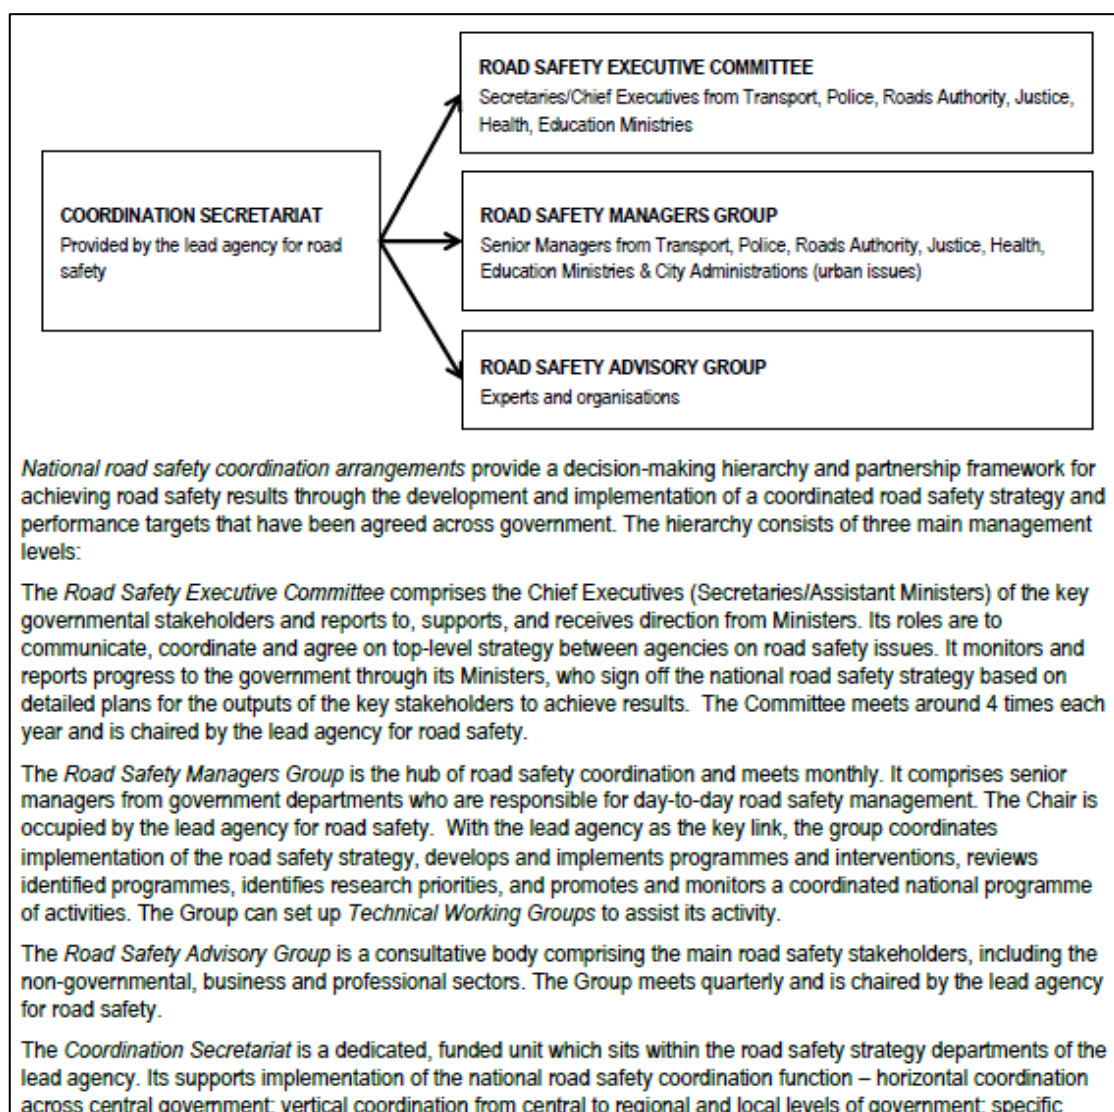 ROAD SAFETY EXECUTIVE COMMITTEE
Secretaries/Chief Executives from Transport, Police, Roads Authority, Justice,
Health, Education Ministries
COORDINATION SECRETARIAT
Provided by the lead agency for road
safety
ROAD SAFETY MANAGERS GROUP
Senior Managers from Transport, Police, Roads Authority, Justice, Health,
Education Ministries & City Administrations (urban issues)
ROAD SAFETY ADVISORY GROUP
Experts and organisations
National road safety coordination arrangements provide a decision-making hierarchy and partnership framework for
achieving road safety results through the development and implementation of a coordinated road safety strategy and
performance targets that have been agreed across government. The hierarchy consists of three main management
levels:
The Road Safety Executive Committee comprises the Chief Executives (Secretaries/Assistant Ministers) of the key
governmental stakeholders and reports to, supports, and receives direction from Ministers. Its roles are to
communicate, coordinate and agree on top-level strategy between agencies on road safety issues. It monitors and
reports progress to the government through its Ministers, who sign off the national road safety strategy based on
detailed plans for the outputs of the key stakeholders to achieve results.  The Committee meets around 4 times each
year and is chaired by the lead agency for road safety.
The Road Safety Managers Group is the hub of road safety coordination and meets monthly. It comprises senior
managers from government departments who are responsible for day-to-day road safety management. The Chair is
occupied by the lead agency for road safety.  With the lead agency as the key link, the group coordinates
implementation of the road safety strategy, develops and implements programmes and interventions, reviews
identified programmes, identifies research priorities, and promotes and monitors a coordinated national programme
of activities. The Group can set up Technical Working Groups to assist its activity.
The Road Safety Advisory Group is a consultative body comprising the main road safety stakeholders, including the
non-governmental, business and professional sectors. The Group meets quarterly and is chaired by the lead agency
for road safety.
The Coordination Secretariat is a dedicated, funded unit which sits within the road safety strategy departments of the
lead agency. Its supports implementation of the national road safety coordination function – horizontal coordination
across central government; vertical coordination from central to regional and local levels of government; specific